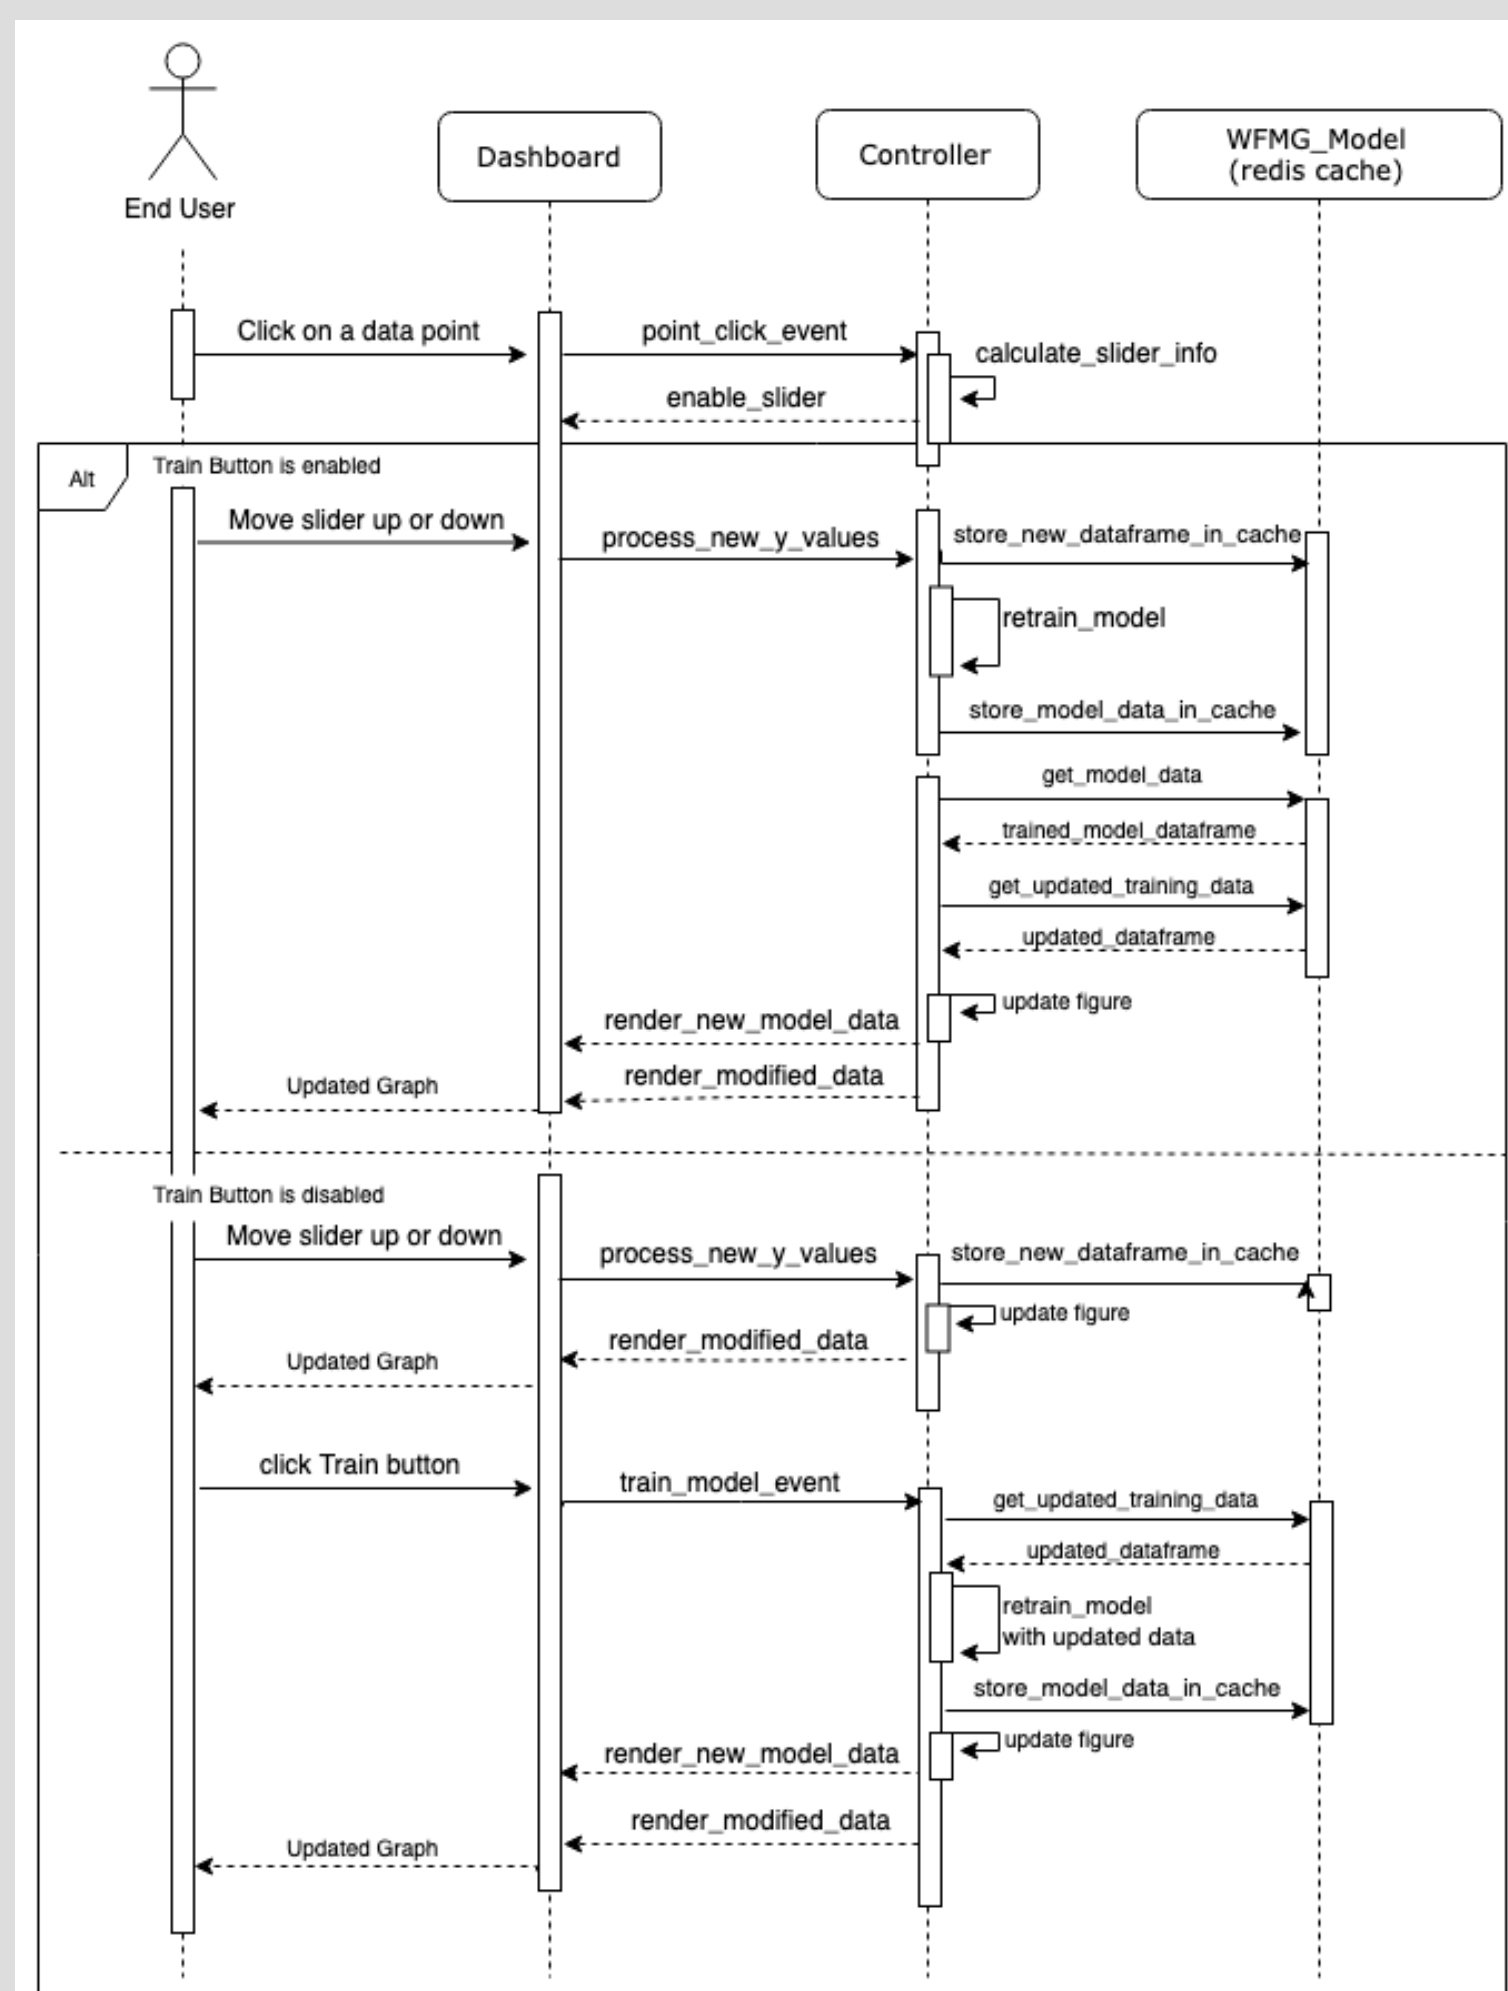 End User
Dashboard
Controller
WFMG_Model
(redis cache)
Click on a data point
point_click_event
calculate_slider_info
enable_slider
Alt
Train Button is enabled
Move slider up or down
process_new_y_values
store_new_dataframe_in_cache
retrain_model
store_model_data_in_cache
get_model_data
trained_model_dataframe
get_updated_training_data
updated_dataframe
update figure
render_new_model_data
render_modified_data
Updated Graph
Train Button is disabled
Move slider up or down
process_new_y_values
store_new_dataframe_in_cache
update figure
render_modified_data
Updated Graph
click Train button
train_model_event
get_updated_training_data
updated_dataframe
retrain_model
with updated data
store_model_data_in_cache
update figure
render_new_model_data
render_modified_data
Updated Graph